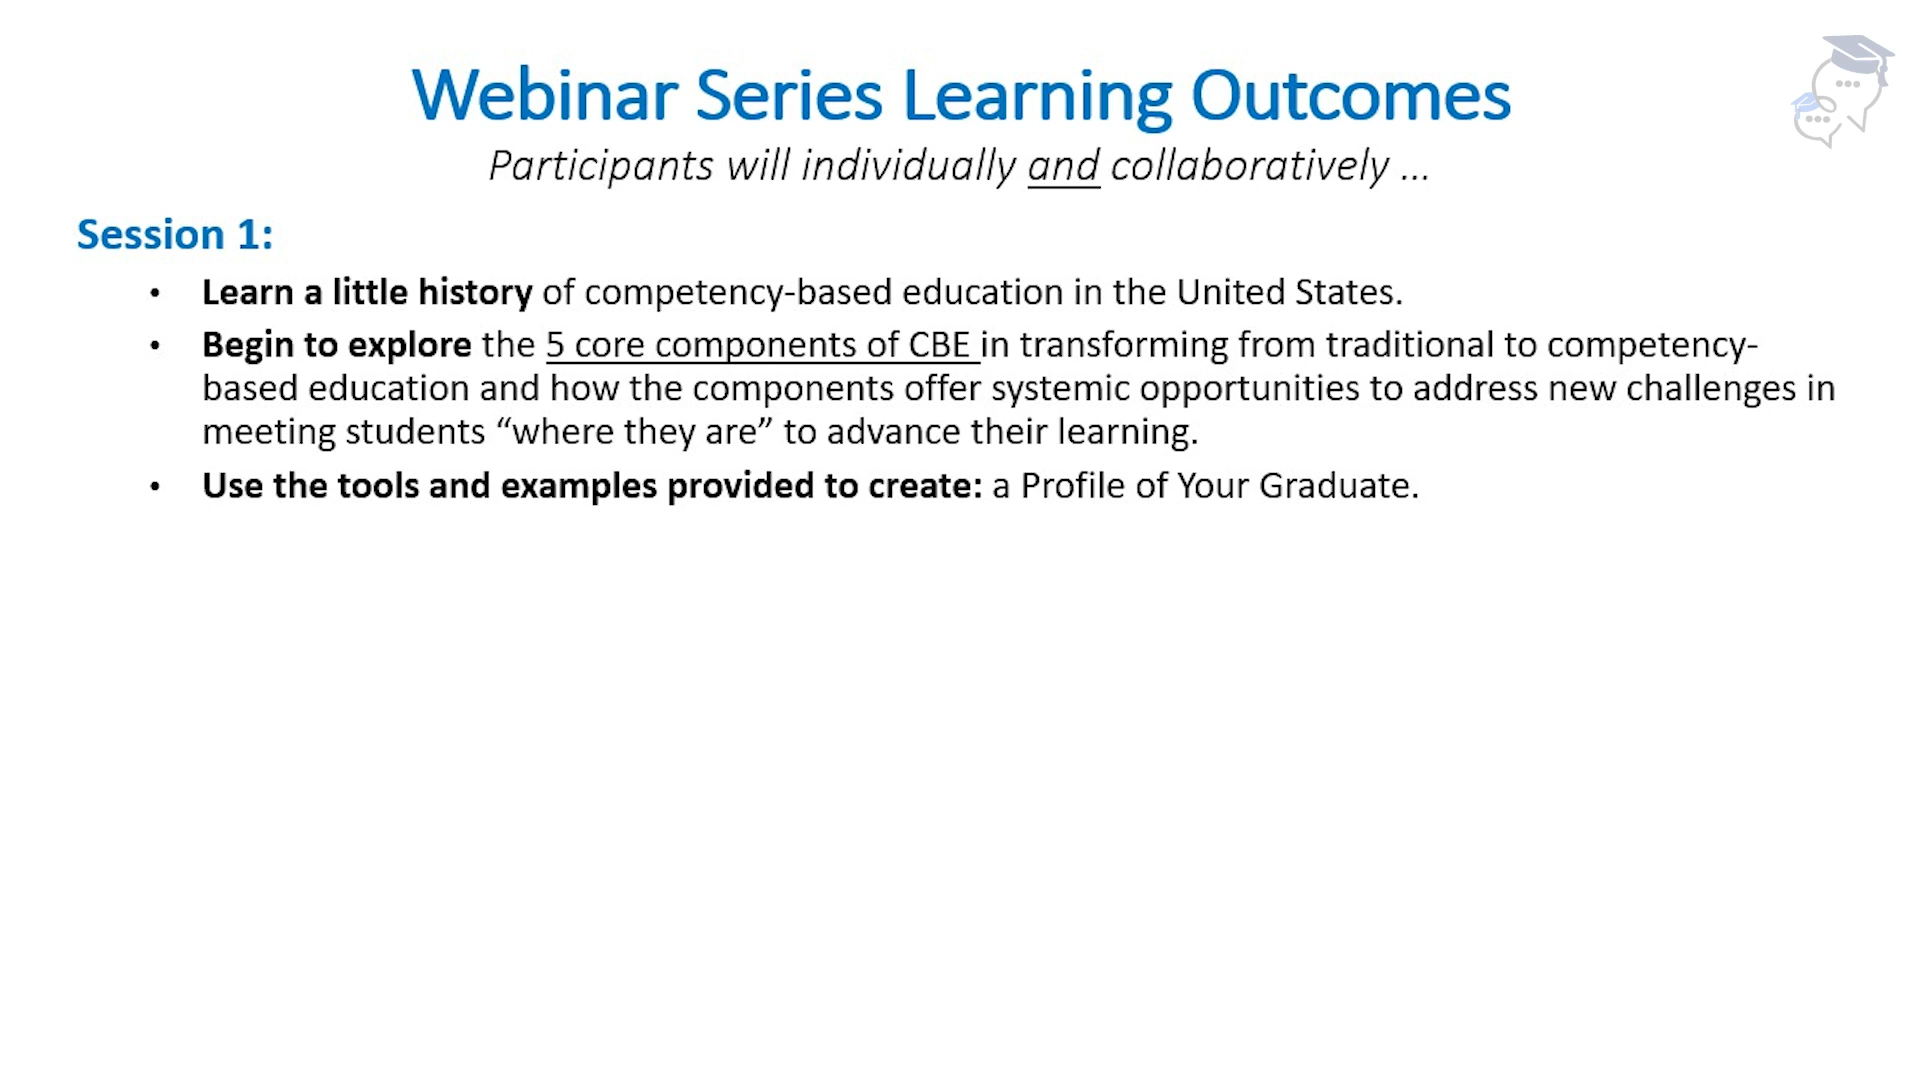 Webinar Series Learning Outcomes
Participants will individually and collaboratively ...
Session 1:
• Learn a little history of competency-based education in the United States.
• Begin to explore the 5 core components of CBE in transforming from traditional to competency-
based education and how the components offer systemic opportunities to address new challenges in
meeting students “where they are” to advance their learning.
• Use the tools and examples provided to create: a Profile of Your Graduate.